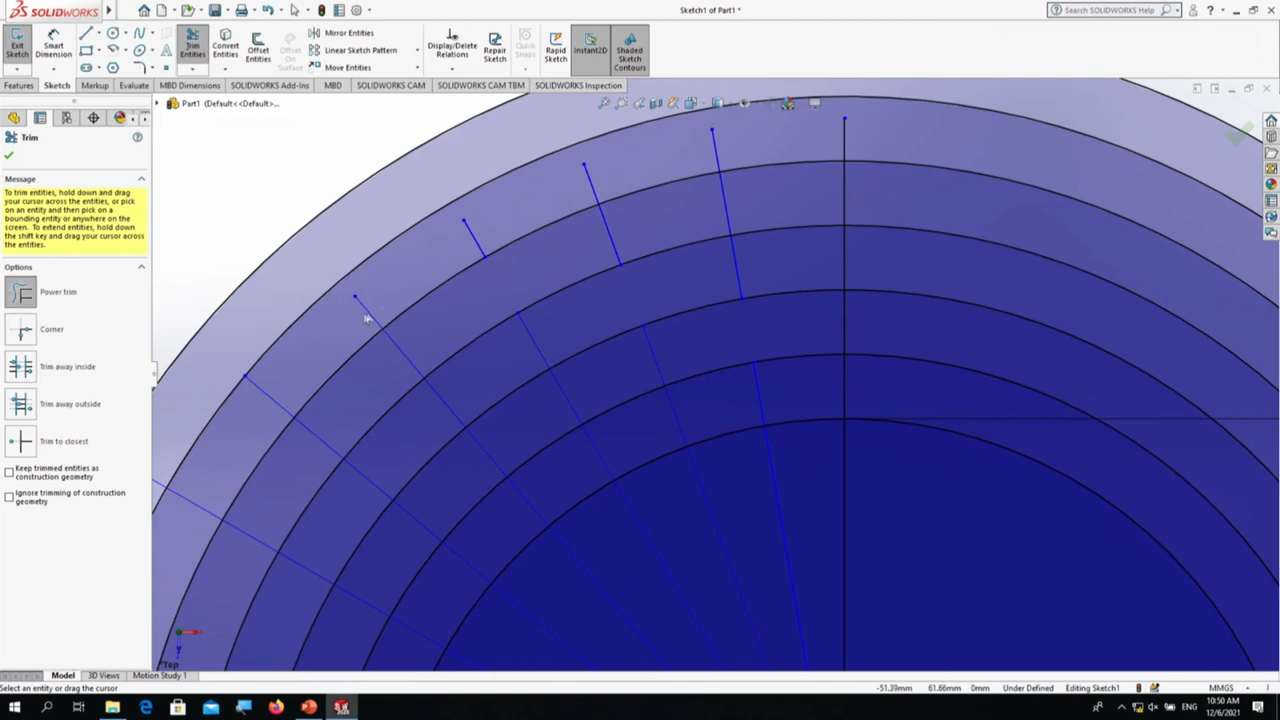 SOLIDWORKS
Sketch1 of Part1 *
Search SOLIDWORKS Help
Exit Sketch
Smart Dimension
Trim Entities
Convert Entities
Offset Entities
Offset On Surface
Mirror Entities
Linear Sketch Pattern
Move Entities
Display/Delete Relations
Repair Sketch
Quick Snaps
Rapid Sketch
Instant2D
Shaded Sketch Contours
Features
Sketch
Markup
Evaluate
MBD Dimensions
SOLIDWORKS Add-Ins
MBD
SOLIDWORKS CAM
SOLIDWORKS CAM TBM
SOLIDWORKS Inspection
Part1 (Default<<Default>...
Trim
Message
To trim entities, hold down and drag
your cursor across the entities, or pick
on an entity and then pick on a
bounding entity or anywhere on the
screen. To extend entities, hold down
the shift key and drag your cursor across
the entities.
Options
Power trim
Corner
Trim away inside
Trim away outside
Trim to closest
Keep trimmed entities as
construction geometry
Ignore trimming of construction
geometry
*Top
Model
3D Views
Motion Study 1
Select an entity or drag the cursor
-51.39mm
61.66mm
0mm
Under Defined
Editing Sketch1
MMGS
ENG
10:50 AM
12/6/2021